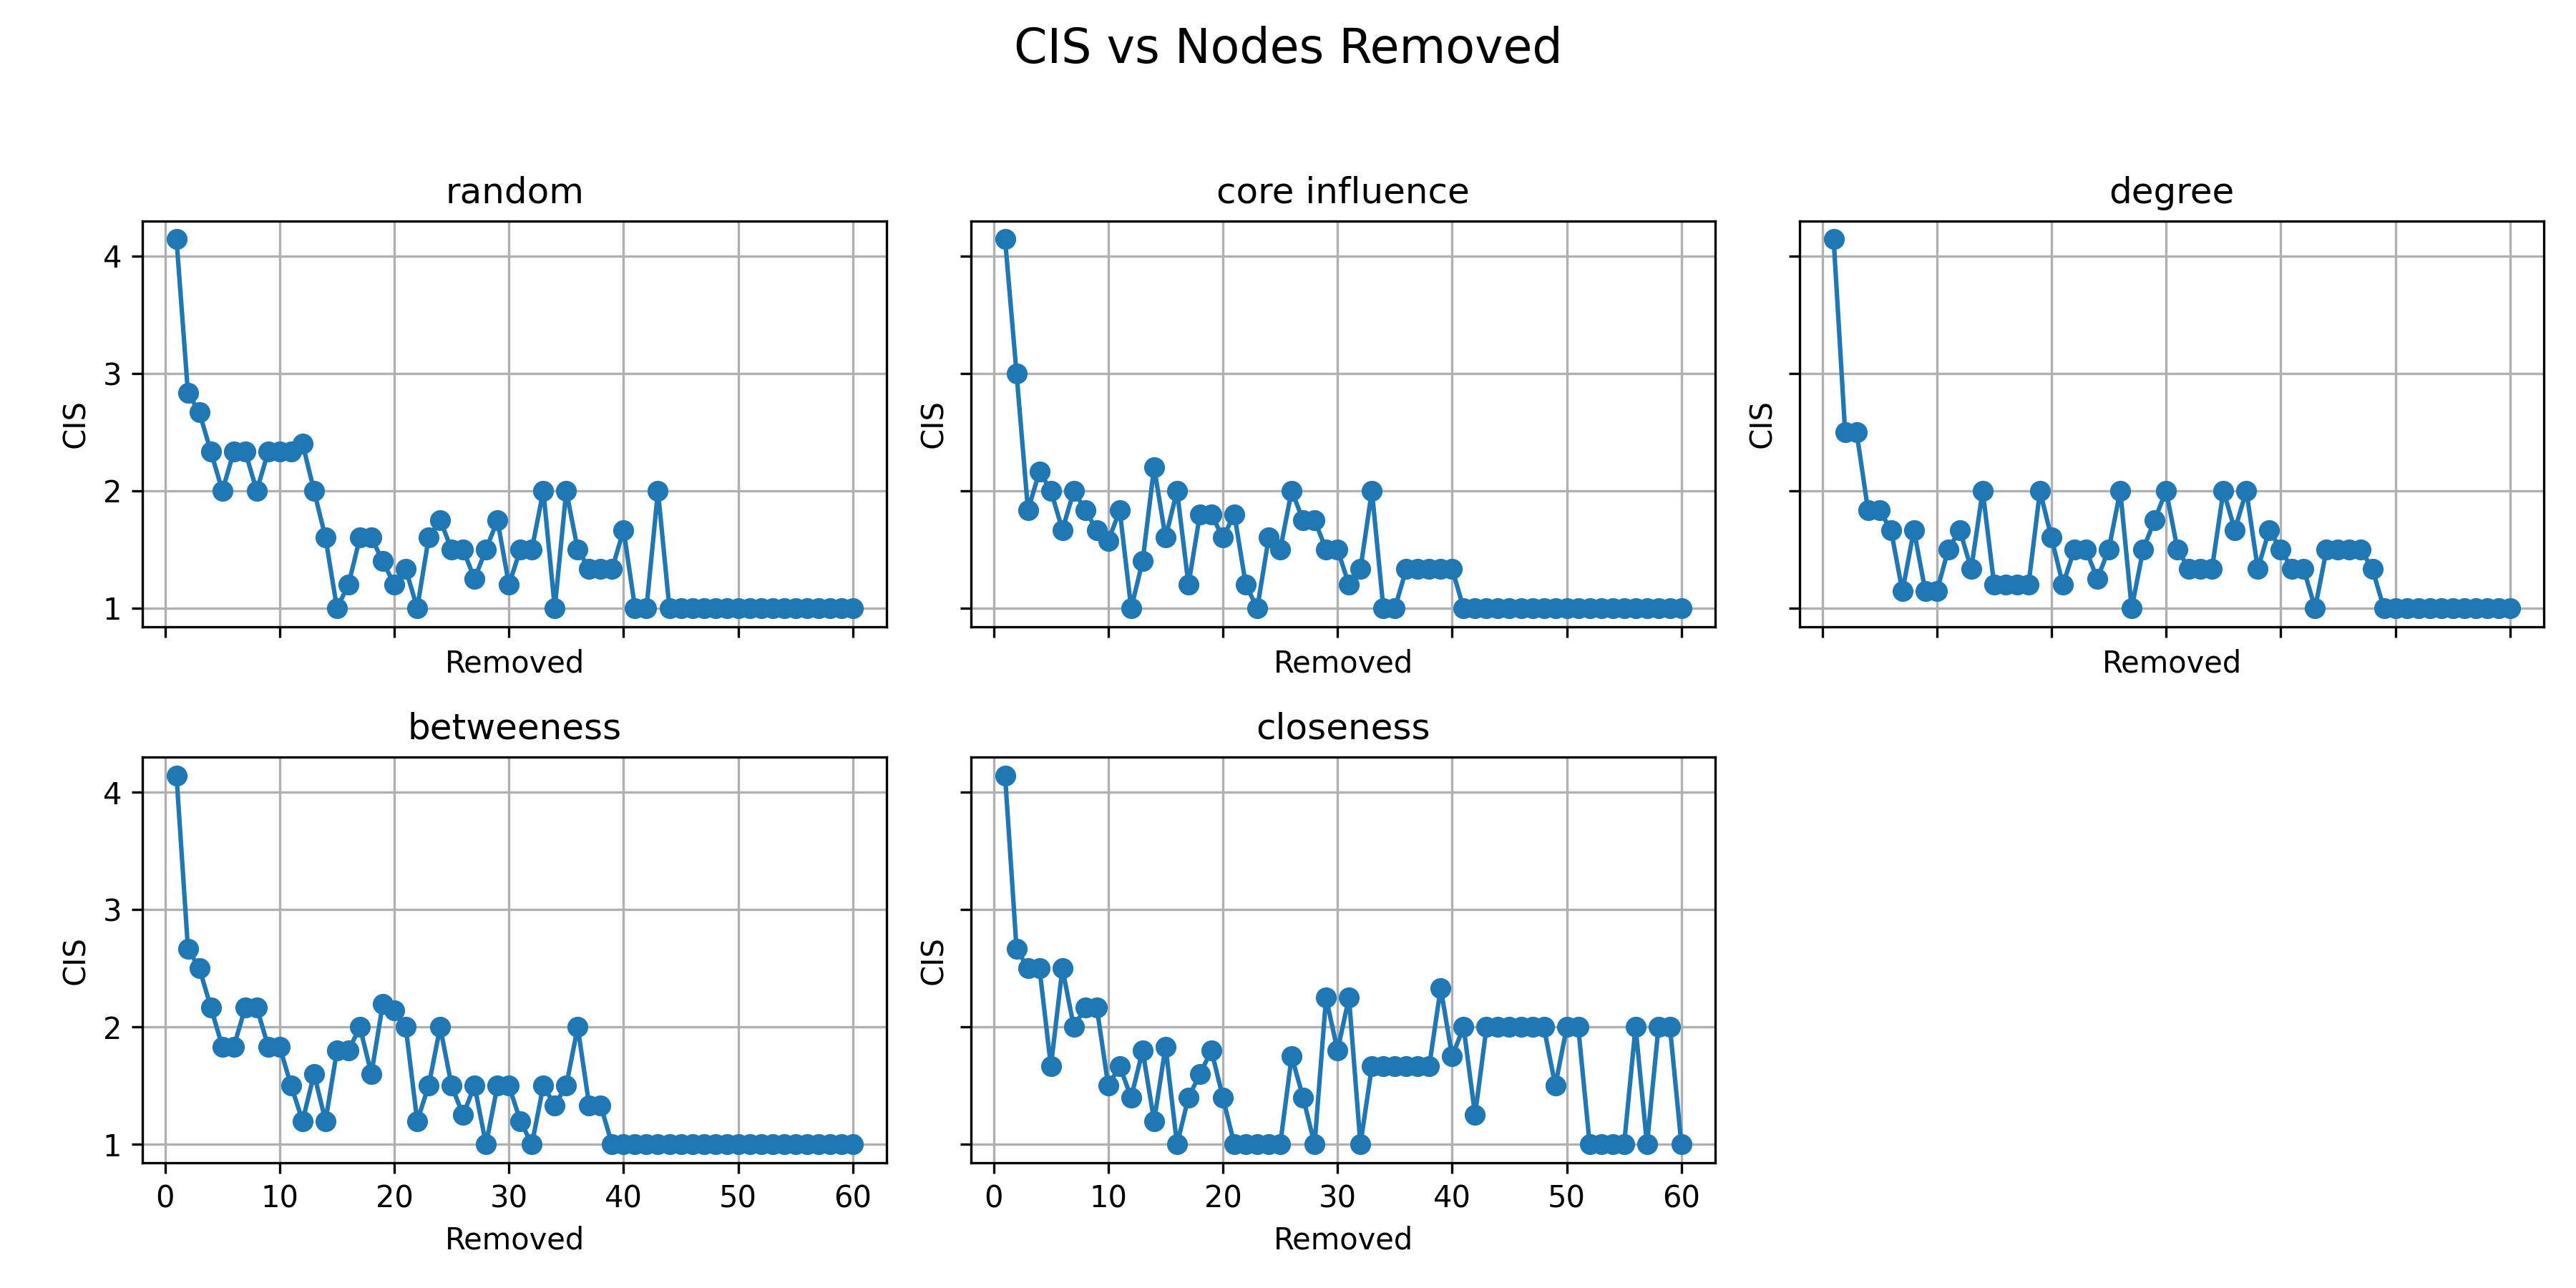 CIS vs Nodes Removed
random
core influence
degree
4
3
2
1
CIS
CIS
CIS
Removed
Removed
Removed
betweeness
closeness
4
3
2
1
CIS
CIS
0 10 20 30 40 50 60
0 10 20 30 40 50 60
Removed
Removed